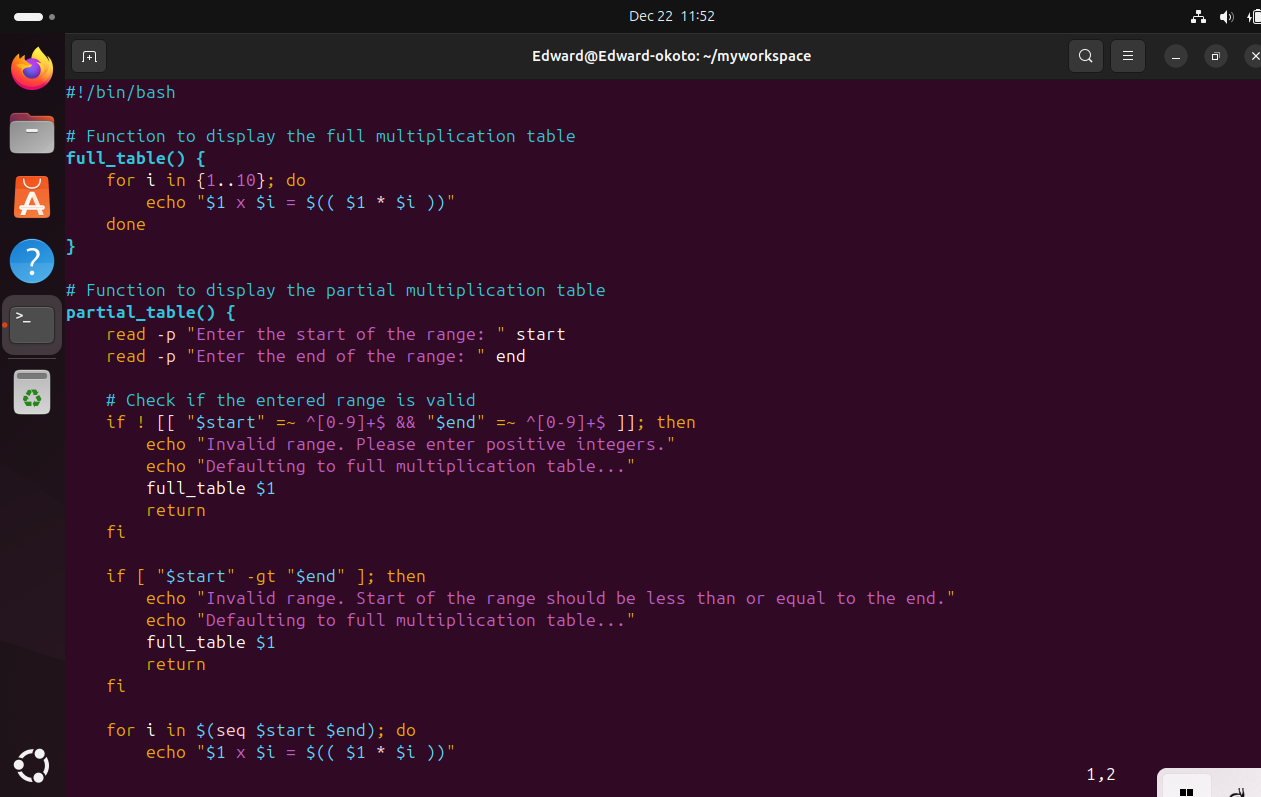 Dec 22 11:52
Edward@Edward-okoto: ~/myworkspace
#!/bin/bash

# Function to display the full multiplication table
full_table() {
    for i in {1..10}; do
        echo "$1 x $i = $(( $1 * $i ))"
    done
}

# Function to display the partial multiplication table
partial_table() {
    read -p "Enter the start of the range: " start
    read -p "Enter the end of the range: " end

    # Check if the entered range is valid
    if ! [[ "$start" =~ ^[0-9]+$ && "$end" =~ ^[0-9]+$ ]]; then
        echo "Invalid range. Please enter positive integers."
        echo "Defaulting to full multiplication table..."
        full_table $1
        return
    fi

    if [ "$start" -gt "$end" ]; then
        echo "Invalid range. Start of the range should be less than or equal to the end."
        echo "Defaulting to full multiplication table..."
        full_table $1
        return
    fi

    for i in $(seq $start $end); do
        echo "$1 x $i = $(( $1 * $i ))"
1,2